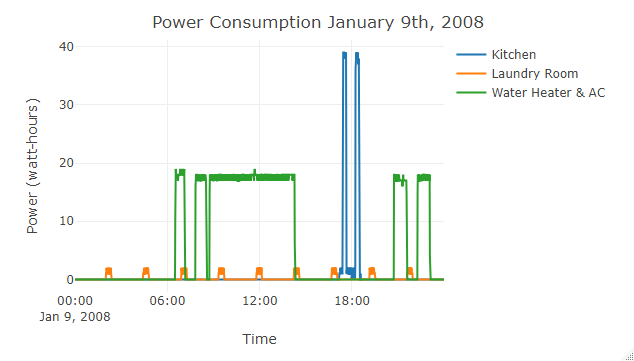 Power Consumption January 9th, 2008
40
30
20
10
0
Power (watt-hours)
00:00
06:00
12:00
18:00
Jan 9, 2008
Time
Kitchen
Laundry Room
Water Heater & AC